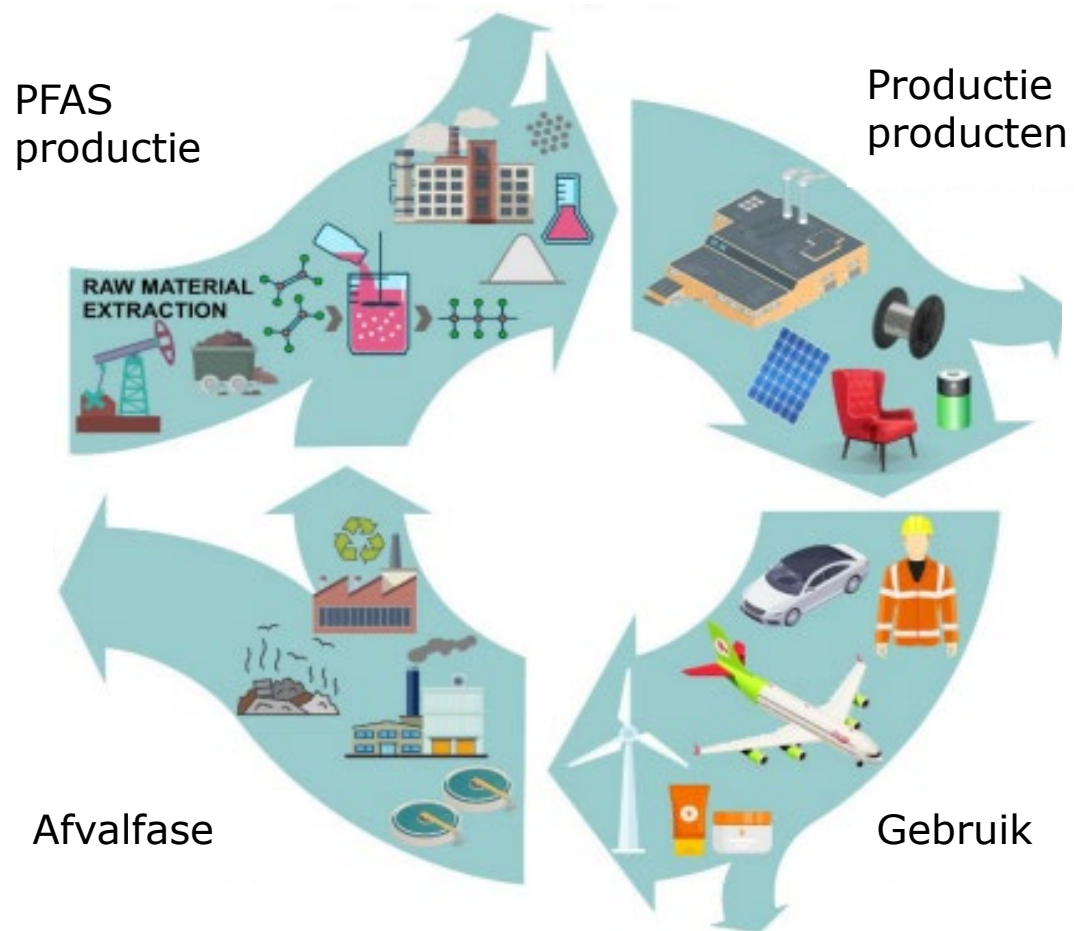 PFAS
productie
Productie
producten
RAW MATERIAL
EXTRACTION
Afvalfase
Gebruik